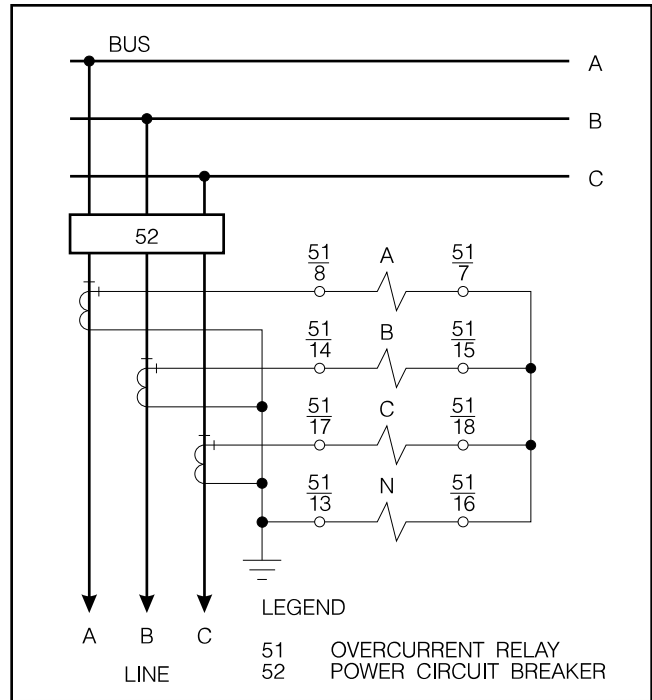 BUS
A
B
C
52
51 A 51
8 7
51 B 51
14 15
51 C 51
17 18
51 N 51
13 16
A B C
LINE
LEGEND
51 OVERCURRENT RELAY
52 POWER CIRCUIT BREAKER